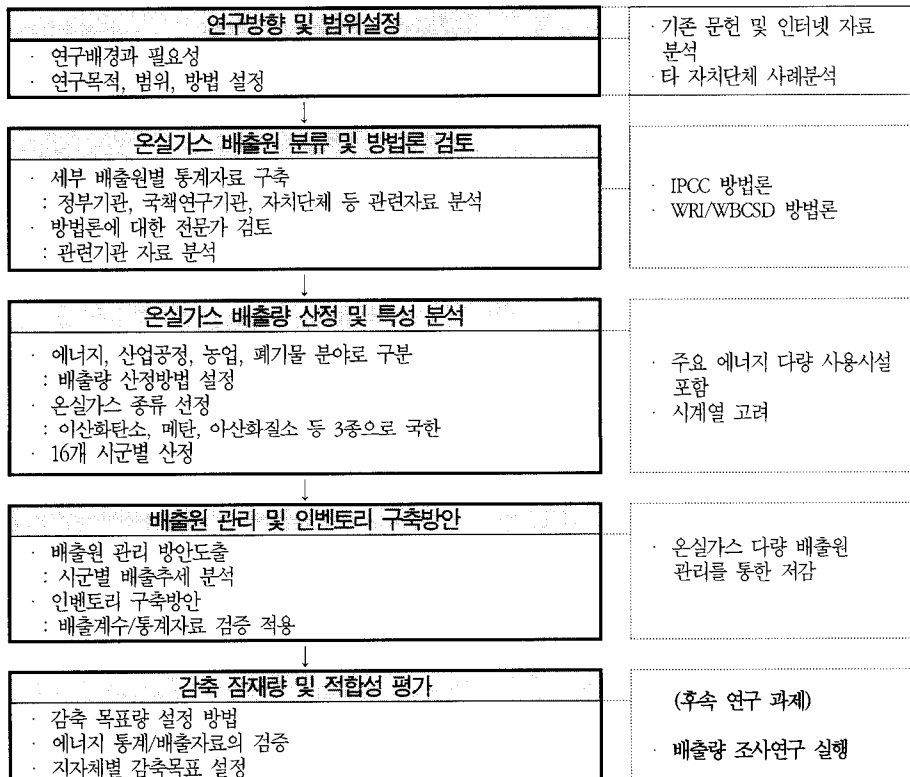 연구방향 및 범위설정
· 연구배경과 필요성
· 연구목적, 범위, 방법 설정
· 기존 문헌 및 인터넷 자료
분석
· 타 자치단체 사례분석
↓
온실가스 배출원 분류 및 방법론 검토
· 세부 배출원별 통계자료 구축
: 정부기관, 국책연구기관, 자치단체 등 관련자료 분석
· 방법론에 대한 전문가 검토
: 관련기관 자료 분석
· IPCC 방법론
· WRI/WBCSD 방법론
↓
온실가스 배출량 산정 및 특성 분석
· 에너지, 산업공정, 농업, 폐기물 분야로 구분
: 배출량 산정방법 설정
· 온실가스 종류 선정
: 이산화탄소, 메탄, 아산화질소 등 3종으로 국한
· 16개 시군별 산정
· 주요 에너지 다량 사용시설
포함
· 시계열 고려
↓
배출원 관리 및 인벤토리 구축방안
· 배출원 관리 방안도출
: 시군별 배출추세 분석
· 인벤토리 구축방안
: 배출계수/통계자료 검증 적용
· 온실가스 다량 배출원
관리를 통한 저감
↓
감축 잠재량 및 적합성 평가
· 감축 목표량 설정 방법
· 에너지 통계/배출자료의 검증
· 지자체별 감축목표 설정
(후속 연구 과제)
· 배출량 조사연구 실행